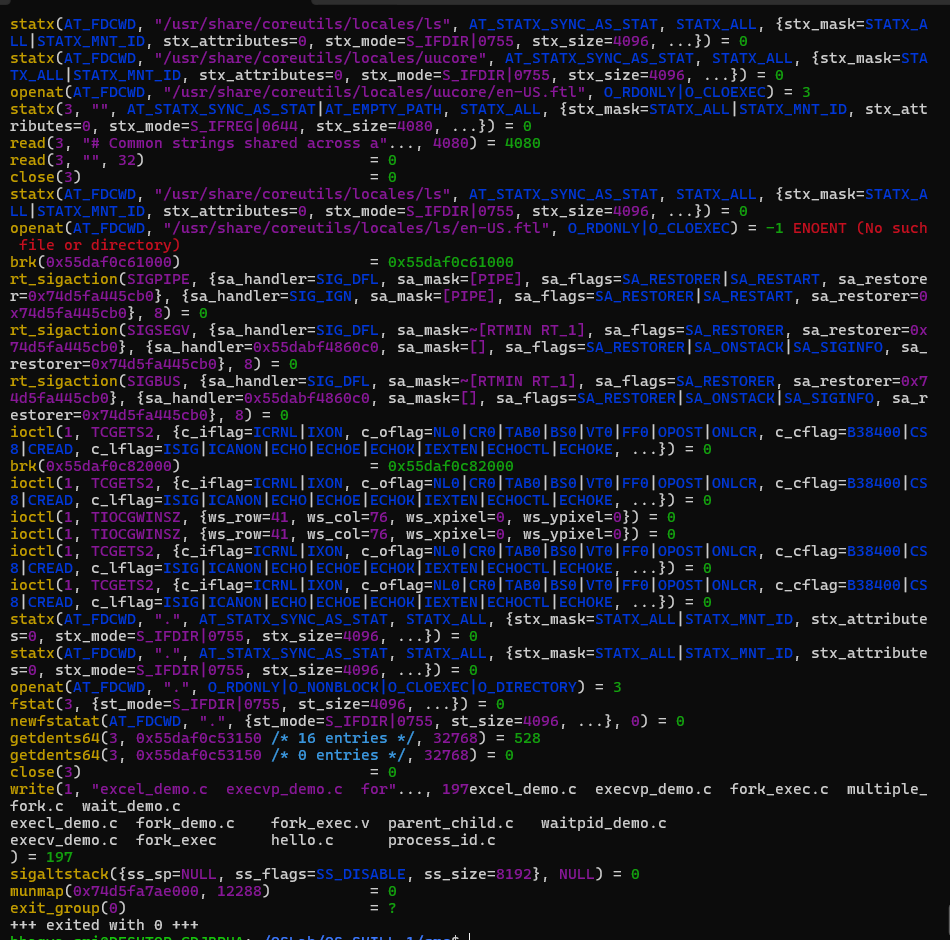 statx(AT_FDCWD, "/usr/share/coreutils/locales/ls", AT_STATX_SYNC_AS_STAT, STATX_ALL, {stx_mask=STATX_A
LL|STATX_MNT_ID, stx_attributes=0, stx_mode=S_IFDIR|0755, stx_size=4096, ...}) = 0
statx(AT_FDCWD, "/usr/share/coreutils/locales/uucore", AT_STATX_SYNC_AS_STAT, STATX_ALL, {stx_mask=STA
TX_ALL|STATX_MNT_ID, stx_attributes=0, stx_mode=S_IFDIR|0755, stx_size=4096, ...}) = 0
openat(AT_FDCWD, "/usr/share/coreutils/locales/uucore/en-US.ftl", O_RDONLY|O_CLOEXEC) = 3
statx(3, "", AT_STATX_SYNC_AS_STAT|AT_EMPTY_PATH, STATX_ALL, {stx_mask=STATX_ALL|STATX_MNT_ID, stx_att
ributes=0, stx_mode=S_IFREG|0644, stx_size=4080, ...}) = 0
read(3, "# Common strings shared across a"..., 4080) = 4080
read(3, "", 32)                         = 0
close(3)                                = 0
statx(AT_FDCWD, "/usr/share/coreutils/locales/ls", AT_STATX_SYNC_AS_STAT, STATX_ALL, {stx_mask=STATX_A
LL|STATX_MNT_ID, stx_attributes=0, stx_mode=S_IFDIR|0755, stx_size=4096, ...}) = 0
openat(AT_FDCWD, "/usr/share/coreutils/locales/ls/en-US.ftl", O_RDONLY|O_CLOEXEC) = -1 ENOENT (No such
 file or directory)
brk(0x55daf0c61000)                     = 0x55daf0c61000
rt_sigaction(SIGPIPE, {sa_handler=SIG_DFL, sa_mask=[PIPE], sa_flags=SA_RESTORER|SA_RESTART, sa_restore
r=0x74d5fa445cb0}, {sa_handler=SIG_IGN, sa_mask=[PIPE], sa_flags=SA_RESTORER|SA_RESTART, sa_restorer=0
x74d5fa445cb0}, 8) = 0
rt_sigaction(SIGSEGV, {sa_handler=SIG_DFL, sa_mask=~[RTMIN RT_1], sa_flags=SA_RESTORER, sa_restorer=0x
74d5fa445cb0}, {sa_handler=0x55dabf4860c0, sa_mask=[], sa_flags=SA_RESTORER|SA_ONSTACK|SA_SIGINFO, sa_
restorer=0x74d5fa445cb0}, 8) = 0
rt_sigaction(SIGBUS, {sa_handler=SIG_DFL, sa_mask=~[RTMIN RT_1], sa_flags=SA_RESTORER, sa_restorer=0x7
4d5fa445cb0}, {sa_handler=0x55dabf4860c0, sa_mask=[], sa_flags=SA_RESTORER|SA_ONSTACK|SA_SIGINFO, sa_r
estorer=0x74d5fa445cb0}, 8) = 0
ioctl(1, TCGETS2, {c_iflag=ICRNL|IXON, c_oflag=NL0|CR0|TAB0|BS0|VT0|FF0|OPOST|ONLCR, c_cflag=B38400|CS
8|CREAD, c_lflag=ISIG|ICANON|ECHO|ECHOE|ECHOK|IEXTEN|ECHOCTL|ECHOKE, ...}) = 0
brk(0x55daf0c82000)                     = 0x55daf0c82000
ioctl(1, TCGETS2, {c_iflag=ICRNL|IXON, c_oflag=NL0|CR0|TAB0|BS0|VT0|FF0|OPOST|ONLCR, c_cflag=B38400|CS
8|CREAD, c_lflag=ISIG|ICANON|ECHO|ECHOE|ECHOK|IEXTEN|ECHOCTL|ECHOKE, ...}) = 0
ioctl(1, TIOCGWINSZ, {ws_row=41, ws_col=76, ws_xpixel=0, ws_ypixel=0}) = 0
ioctl(1, TIOCGWINSZ, {ws_row=41, ws_col=76, ws_xpixel=0, ws_ypixel=0}) = 0
ioctl(1, TCGETS2, {c_iflag=ICRNL|IXON, c_oflag=NL0|CR0|TAB0|BS0|VT0|FF0|OPOST|ONLCR, c_cflag=B38400|CS
8|CREAD, c_lflag=ISIG|ICANON|ECHO|ECHOE|ECHOK|IEXTEN|ECHOCTL|ECHOKE, ...}) = 0
ioctl(1, TCGETS2, {c_iflag=ICRNL|IXON, c_oflag=NL0|CR0|TAB0|BS0|VT0|FF0|OPOST|ONLCR, c_cflag=B38400|CS
8|CREAD, c_lflag=ISIG|ICANON|ECHO|ECHOE|ECHOK|IEXTEN|ECHOCTL|ECHOKE, ...}) = 0
statx(AT_FDCWD, ".", AT_STATX_SYNC_AS_STAT, STATX_ALL, {stx_mask=STATX_ALL|STATX_MNT_ID, stx_attribute
s=0, stx_mode=S_IFDIR|0755, stx_size=4096, ...}) = 0
statx(AT_FDCWD, ".", AT_STATX_SYNC_AS_STAT, STATX_ALL, {stx_mask=STATX_ALL|STATX_MNT_ID, stx_attribute
s=0, stx_mode=S_IFDIR|0755, stx_size=4096, ...}) = 0
openat(AT_FDCWD, ".", O_RDONLY|O_NONBLOCK|O_CLOEXEC|O_DIRECTORY) = 3
fstat(3, {st_mode=S_IFDIR|0755, st_size=4096, ...}) = 0
newfstatat(AT_FDCWD, ".", {st_mode=S_IFDIR|0755, st_size=4096, ...}, 0) = 0
getdents64(3, 0x55daf0c53150 /* 16 entries */, 32768) = 528
getdents64(3, 0x55daf0c53150 /* 0 entries */, 32768) = 0
close(3)                                = 0
write(1, "excel_demo.c  execvp_demo.c  for"..., 197excel_demo.c  execvp_demo.c  fork_exec.c  multiple_
fork.c  wait_demo.c
execl_demo.c  fork_demo.c    fork_exec.v  parent_child.c   waitpid_demo.c
execv_demo.c  fork_exec      hello.c      process_id.c
) = 197
sigaltstack({ss_sp=NULL, ss_flags=SS_DISABLE, ss_size=8192}, NULL) = 0
munmap(0x74d5fa7ae000, 12288)           = 0
exit_group(0)                           = ?
+++ exited with 0 +++